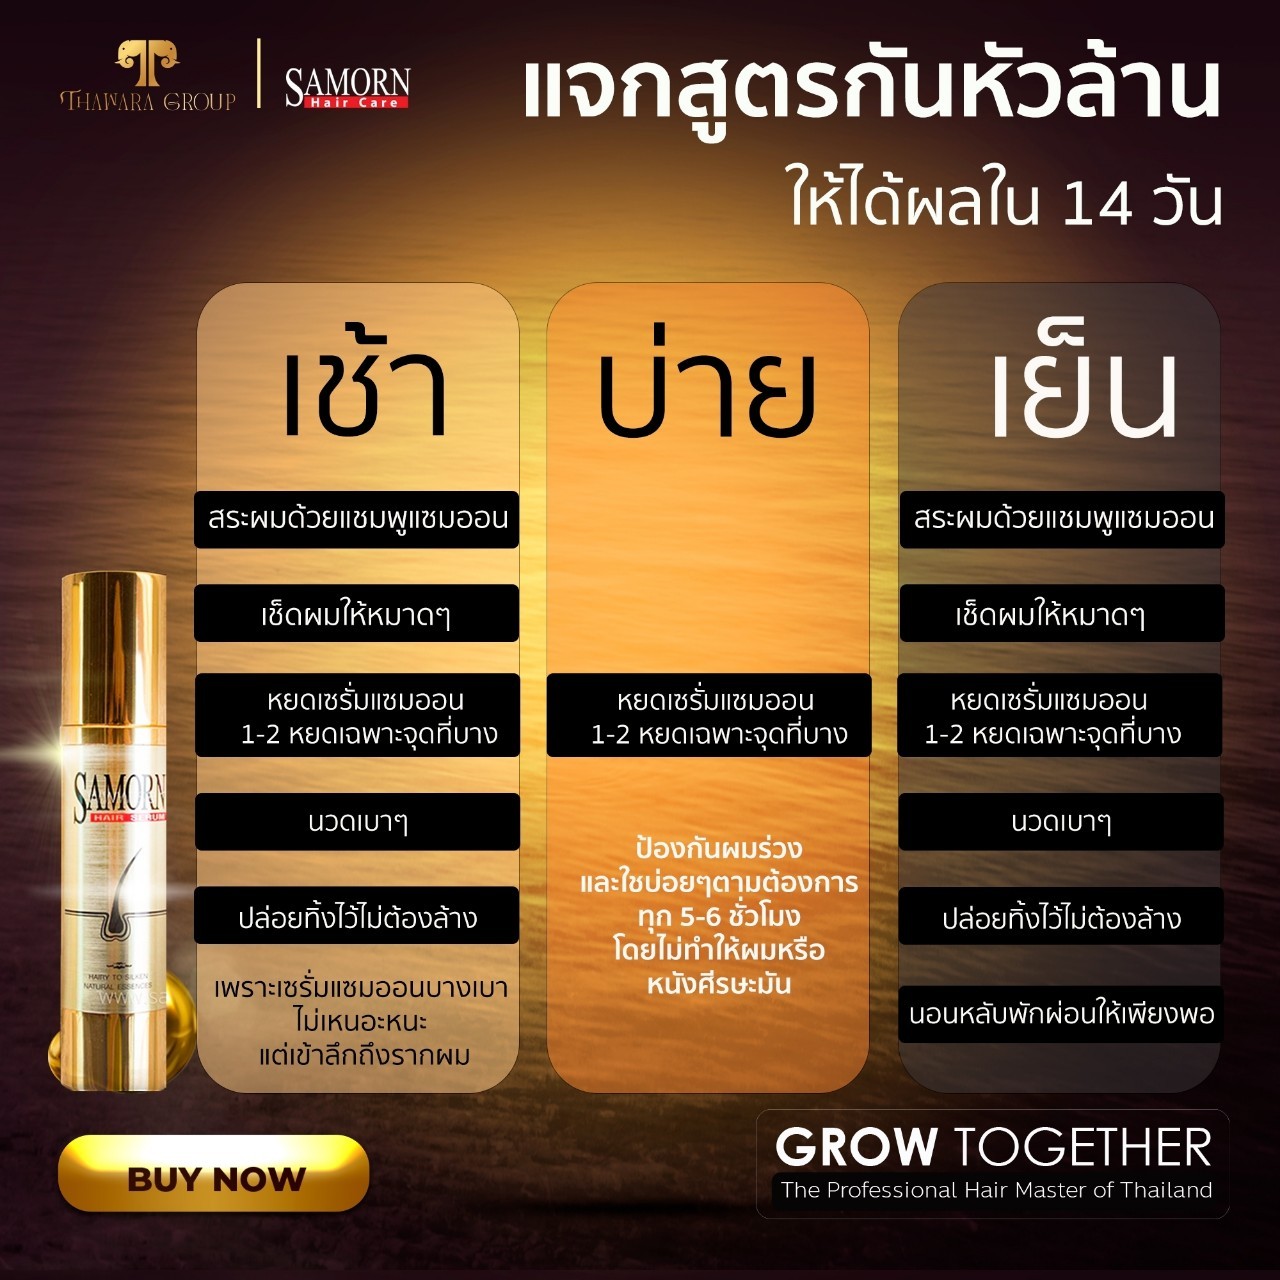 THAWARA GROUP
SAMORN
Hair Care
แจกสูตรกันหัวล้าน
ให้ได้ผลใน 14 วัน
เช้า
สระผมด้วยแชมพูแซมออน
เช็ดผมให้หมาดๆ
หยดเซรั่มแซมออน
1-2 หยดเฉพาะจุดที่บาง
นวดเบาๆ
ปล่อยทิ้งไว้ไม่ต้องล้าง
เพราะเซรั่มแซมออนบางเบา
ไม่เหนอะหนะ
แต่เข้าลึกถึงรากผม
บ่าย
หยดเซรั่มแซมออน
1-2 หยดเฉพาะจุดที่บาง
ป้องกันผมร่วง
และใชบ่อยๆตามต้องการ
ทุก 5-6 ชั่วโมง
โดยไม่ทำให้ผมหรือ
หนังศีรษะมัน
เย็น
สระผมด้วยแชมพูแซมออน
เช็ดผมให้หมาดๆ
หยดเซรั่มแซมออน
1-2 หยดเฉพาะจุดที่บาง
นวดเบาๆ
ปล่อยทิ้งไว้ไม่ต้องล้าง
นอนหลับพักผ่อนให้เพียงพอ
SAMORN
HAIR SERUM
HAIRY TO SILKEN
NATURAL ESSENCES
BUY NOW
GROW TOGETHER
The Professional Hair Master of Thailand